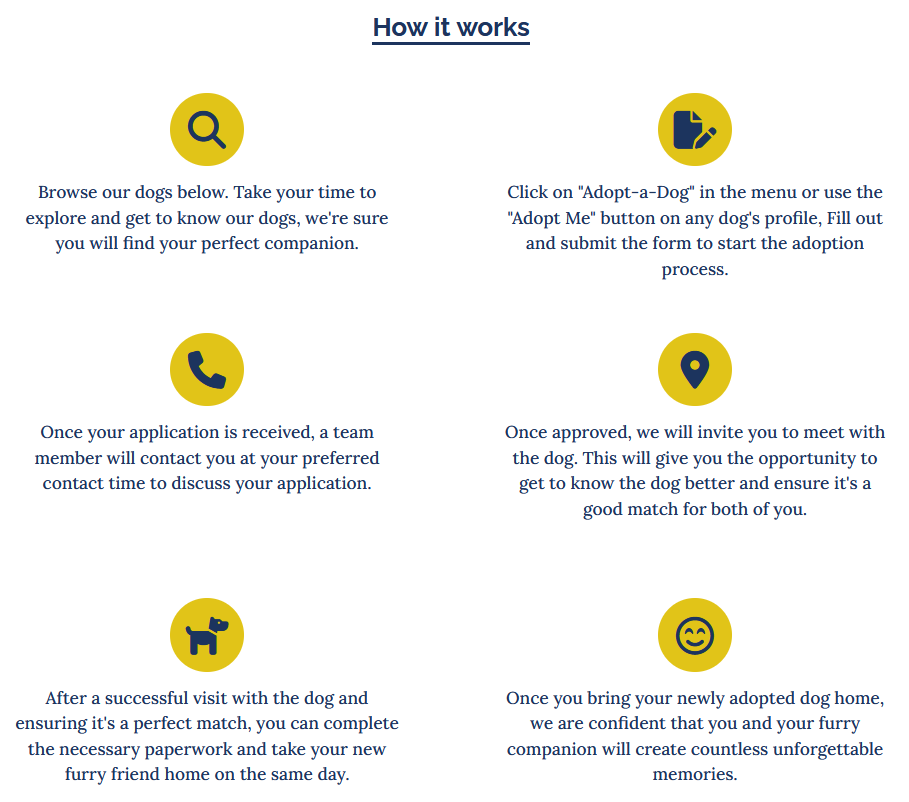 How it works
Browse our dogs below. Take your time to
explore and get to know our dogs, we're sure
you will find your perfect companion.
Click on "Adopt-a-Dog" in the menu or use the
"Adopt Me" button on any dog's profile, Fill out
and submit the form to start the adoption
process.
Once your application is received, a team
member will contact you at your preferred
contact time to discuss your application.
Once approved, we will invite you to meet with
the dog. This will give you the opportunity to
get to know the dog better and ensure it's a
good match for both of you.
After a successful visit with the dog and
ensuring it's a perfect match, you can complete
the necessary paperwork and take your new
furry friend home on the same day.
Once you bring your newly adopted dog home,
we are confident that you and your furry
companion will create countless unforgettable
memories.